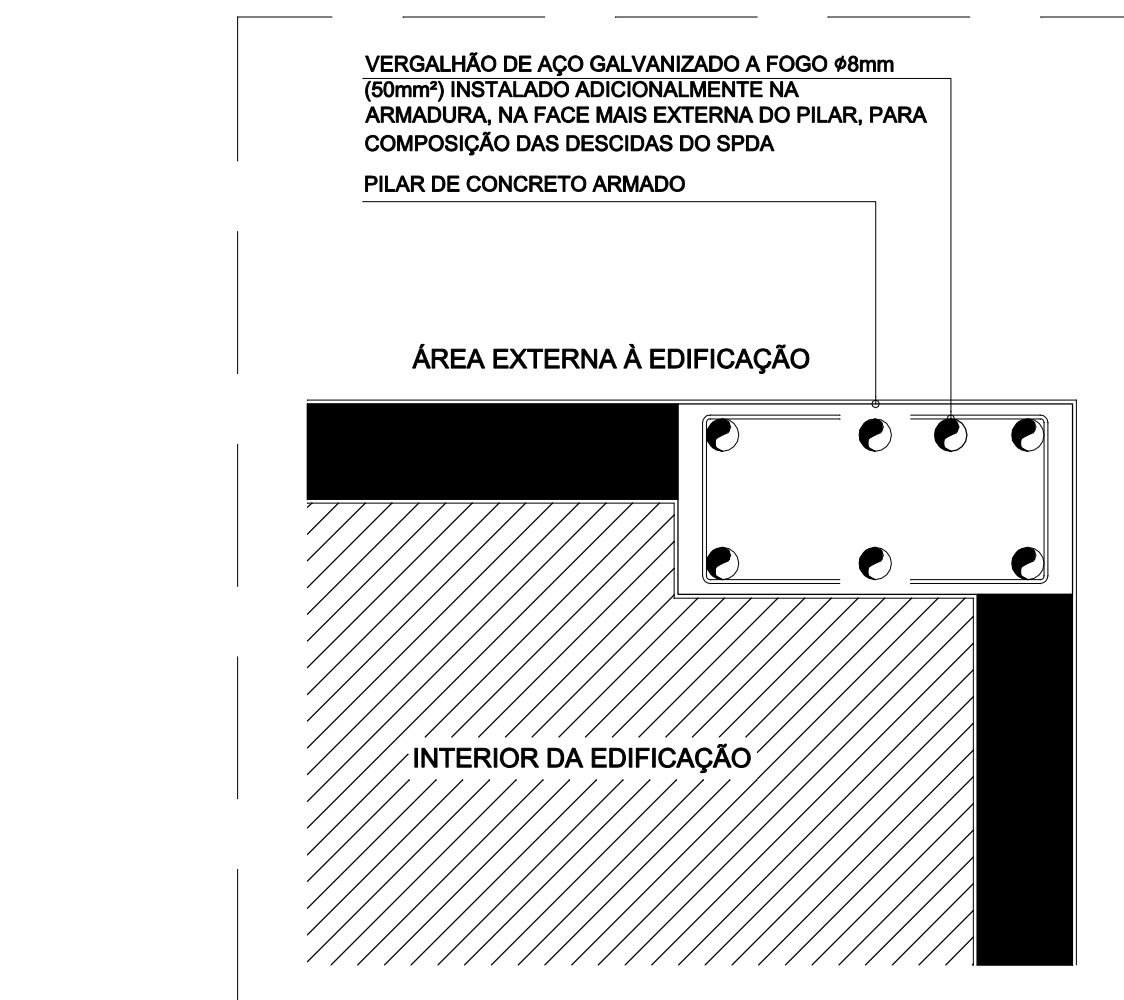 VERGALHÃO DE AÇO GALVANIZADO A FOGO ø8mm
(50mm²) INSTALADO ADICIONALMENTE NA
ARMADURA, NA FACE MAIS EXTERNA DO PILAR, PARA
COMPOSIÇÃO DAS DESCIDAS DO SPDA
PILAR DE CONCRETO ARMADO
ÁREA EXTERNA À EDIFICAÇÃO
INTERIOR DA EDIFICAÇÃO